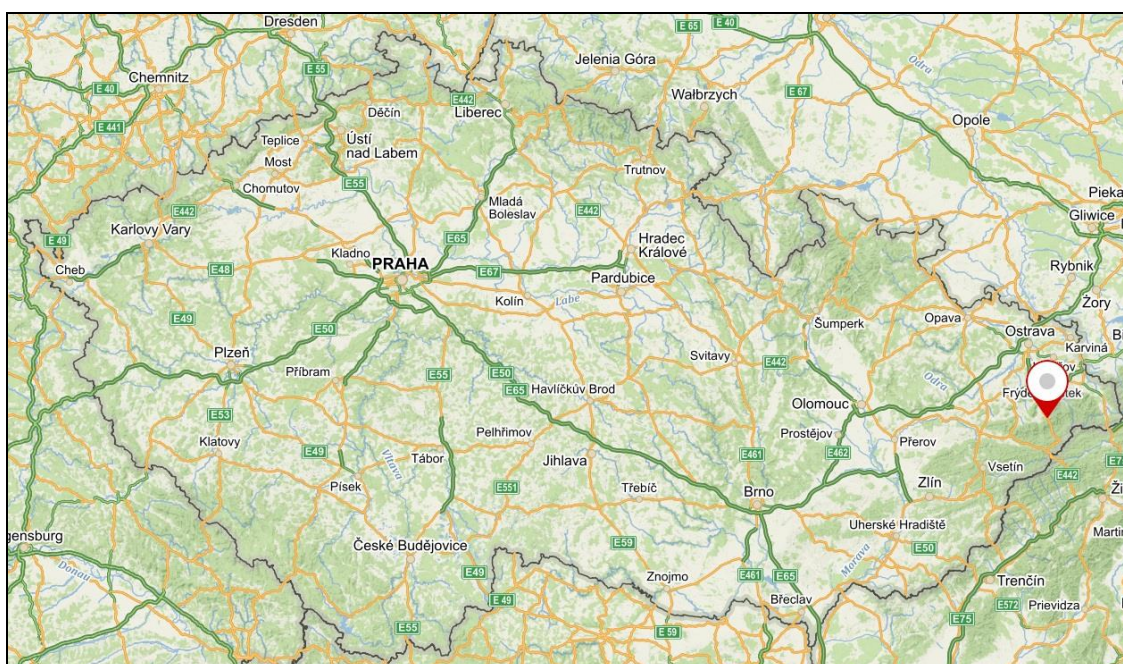 Dresden
E 40
E 65
E 55
Jelenia Góra
Odra
Chemnitz
E442
Wałbrzych
E 67
E 40
Děčín
Liberec
Opole
E 441
Teplice
Ústí
nad Labem
Most
Trutnov
Chomutov
E55
Mladá
Boleslav
E442
E442
Karlovy Vary
E65
Hradec
Králové
Gliwice
E 49
Kladno
PRAHA
Cheb
E48
E67
Pardubice
Rybnik
Kolín
Labe
Żory
E49
Šumperk
Opava
Ostrava
E50
Karviná
Plzeň
Svitavy
E442
Příbram
E55
E50
E65
Havlíčkův Brod
Odra
Olomouc
E53
Pelhřimov
Prostějov
Přerov
Klatovy
E49
Vltava
Tábor
Jihlava
E461
E462
Vsetín
E442
Písek
E551
Třebíč
Brno
Zlín
České Budějovice
E59
Uherské Hradiště
E50
Morava
Donau
E49
Znojmo
E461
E65
Trenčín
E 49
Břeclav
E572
Prievidza
E55
E 59
E75